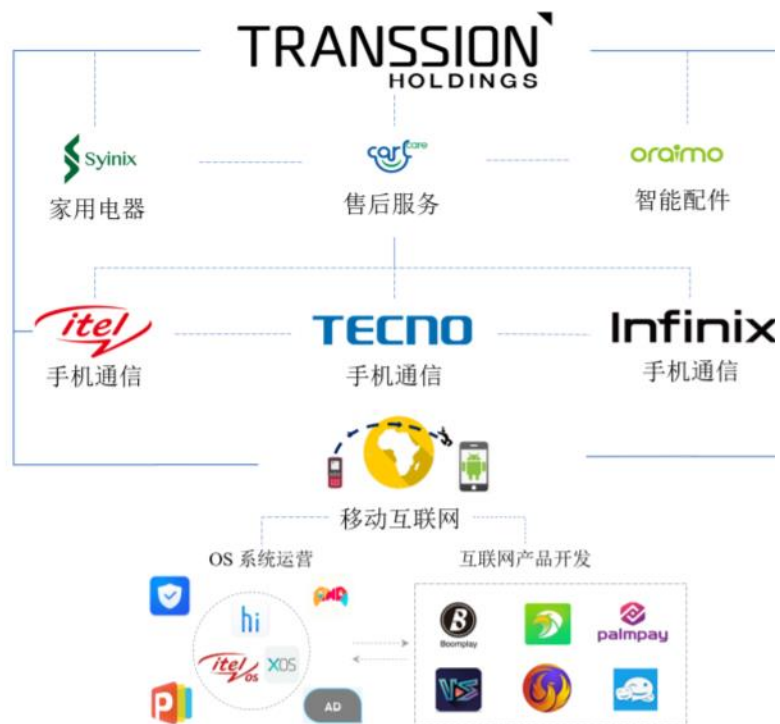 TRANSSION
HOLDINGS
Syinix
carlcare
oraimo
家用电器
售后服务
智能配件
itel
TECNO
Infinix
手机通信
手机通信
手机通信
移动互联网
OS 系统运营
互联网产品开发
hi
itel OS
XOS
AD
B
Boomplay
palmpay
VS